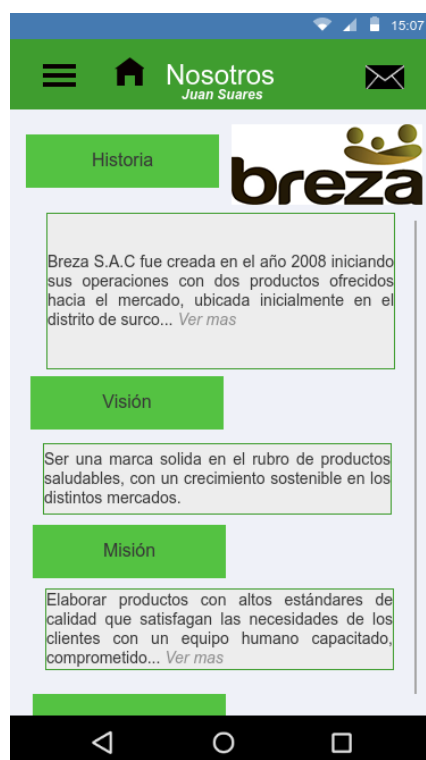 15:07
Nosotros
Juan Suares
Historia
breza
Breza S.A.C fue creada en el año 2008 iniciando
sus operaciones con dos productos ofrecidos
hacia el mercado, ubicada inicialmente en el
distrito de surco... Ver mas
Visión
Ser una marca solida en el rubro de productos
saludables, con un crecimiento sostenible en los
distintos mercados.
Misión
Elaborar productos con altos estándares de
calidad que satisfagan las necesidades de los
clientes con un equipo humano capacitado,
comprometido... Ver mas